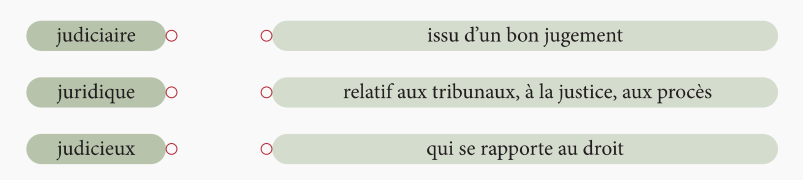 judiciaire issu d’un bon jugement
juridique relatif aux tribunaux, à la justice, aux procès
judicieux qui se rapporte au droit